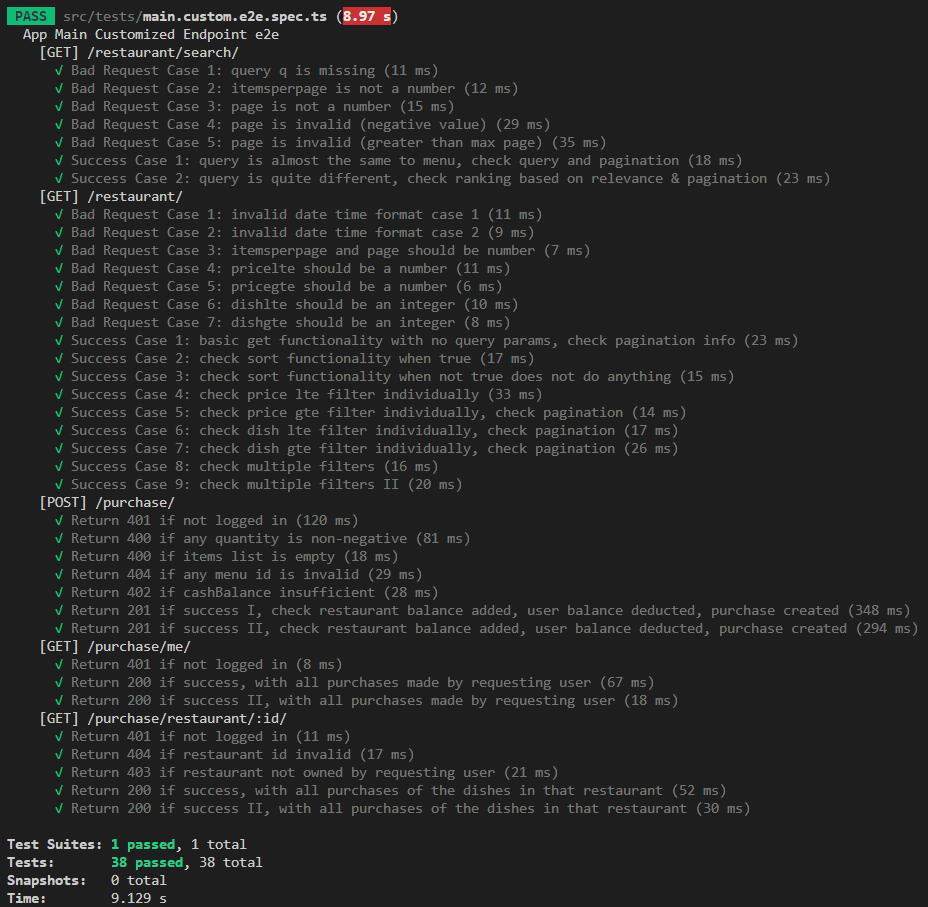 PASS src/tests/main.custom.e2e.spec.ts (8.97 s)
App Main Customized Endpoint e2e
[GET] /restaurant/search/
√ Bad Request Case 1: query q is missing (11 ms)
√ Bad Request Case 2: itemsperpage is not a number (12 ms)
√ Bad Request Case 3: page is not a number (15 ms)
√ Bad Request Case 4: page is invalid (negative value) (29 ms)
√ Bad Request Case 5: page is invalid (greater than max page) (35 ms)
√ Success Case 1: query is almost the same to menu, check query and pagination (18 ms)
√ Success Case 2: query is quite different, check ranking based on relevance & pagination (23 ms)
[GET] /restaurant/
√ Bad Request Case 1: invalid date time format case 1 (11 ms)
√ Bad Request Case 2: invalid date time format case 2 (9 ms)
√ Bad Request Case 3: itemsperpage and page should be number (7 ms)
√ Bad Request Case 4: pricelte should be a number (11 ms)
√ Bad Request Case 5: pricegte should be a number (6 ms)
√ Bad Request Case 6: dishlte should be an integer (10 ms)
√ Bad Request Case 7: dishgte should be an integer (8 ms)
√ Success Case 1: basic get functionality with no query params, check pagination info (23 ms)
√ Success Case 2: check sort functionality when true (17 ms)
√ Success Case 3: check sort functionality when not true does not do anything (15 ms)
√ Success Case 4: check price lte filter individually (33 ms)
√ Success Case 5: check price gte filter individually, check pagination (14 ms)
√ Success Case 6: check dish lte filter individually, check pagination (17 ms)
√ Success Case 7: check dish gte filter individually, check pagination (26 ms)
√ Success Case 8: check multiple filters (16 ms)
√ Success Case 9: check multiple filters II (20 ms)
[POST] /purchase/
√ Return 401 if not logged in (120 ms)
√ Return 400 if any quantity is non-negative (81 ms)
√ Return 400 if items list is empty (18 ms)
√ Return 404 if any menu id is invalid (29 ms)
√ Return 402 if cashBalance insufficient (28 ms)
√ Return 201 if success I, check restaurant balance added, user balance deducted, purchase created (348 ms)
√ Return 201 if success II, check restaurant balance added, user balance deducted, purchase created (294 ms)
[GET] /purchase/me/
√ Return 401 if not logged in (8 ms)
√ Return 200 if success, with all purchases made by requesting user (67 ms)
√ Return 200 if success II, with all purchases made by requesting user (18 ms)
[GET] /purchase/restaurant/:id/
√ Return 401 if not logged in (11 ms)
√ Return 404 if restaurant id invalid (17 ms)
√ Return 403 if restaurant not owned by requesting user (21 ms)
√ Return 200 if success, with all purchases of the dishes in that restaurant (52 ms)
√ Return 200 if success II, with all purchases of the dishes in that restaurant (30 ms)
Test Suites: 1 passed, 1 total
Tests: 38 passed, 38 total
Snapshots: 0 total
Time: 9.129 s